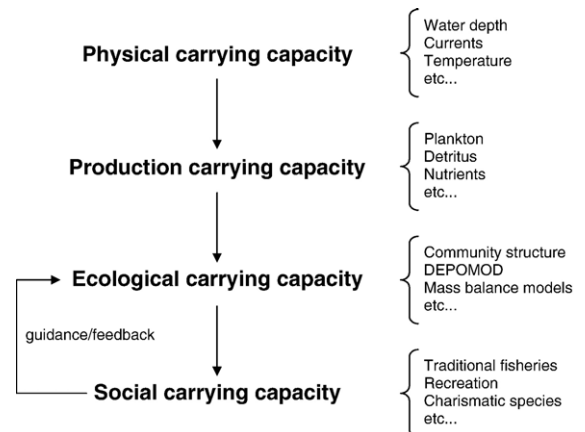 Physical carrying capacity
Water depth
Currents
Temperature
etc...
Production carrying capacity
Plankton
Detritus
Nutrients
etc...
Ecological carrying capacity
Community structure
DEPOMOD
Mass balance models
etc...
guidance/feedback
Social carrying capacity
Traditional fisheries
Recreation
Charismatic species
etc...